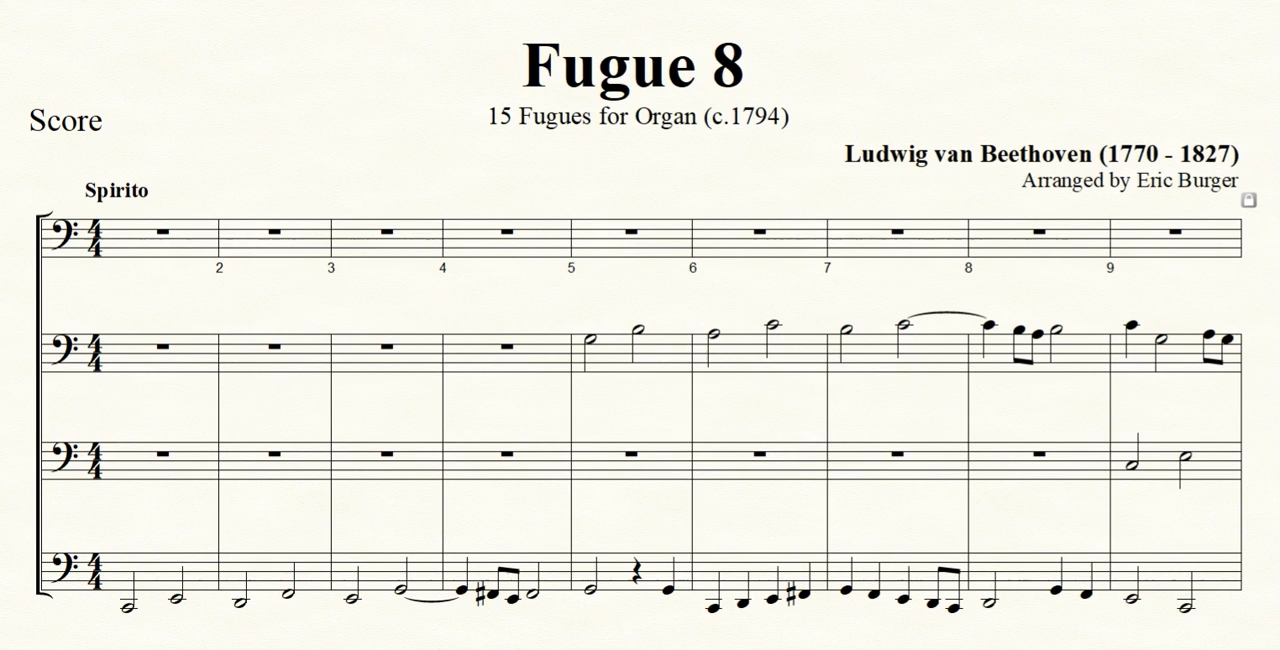 Fugue 8
15 Fugues for Organ (c.1794)
Score
Ludwig van Beethoven (1770 - 1827)
Arranged by Eric Burger
Spirito
2 3 4 5 6 7 8 9